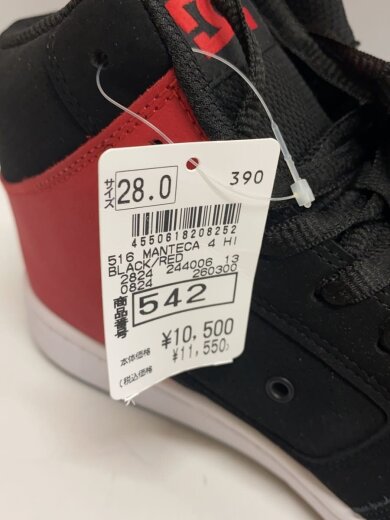 サイズ 28.0 390
4550618208252
516 MANTECA 4 HI
BLACK/RED
2824 244006 13
0824 260300
商品番号 542
本体価格 ¥10,500
(税込価格 ¥11,550)